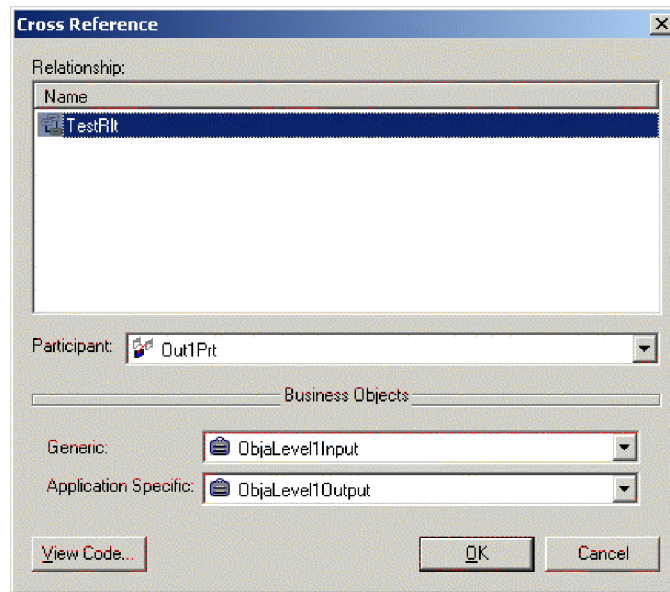 Cross Reference
Relationship:
Name
TestRlt
Participant: Out1Prt
Business Objects
Generic: ObjaLevel1Input
Application Specific: ObjaLevel1Output
View Code... OK Cancel